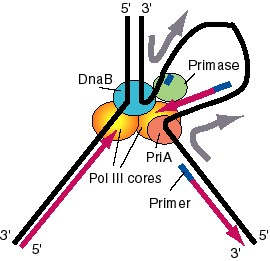 5' 3'
Primase
DnaB
PriA
Pol III cores
Primer
3'
5'
3'
5'